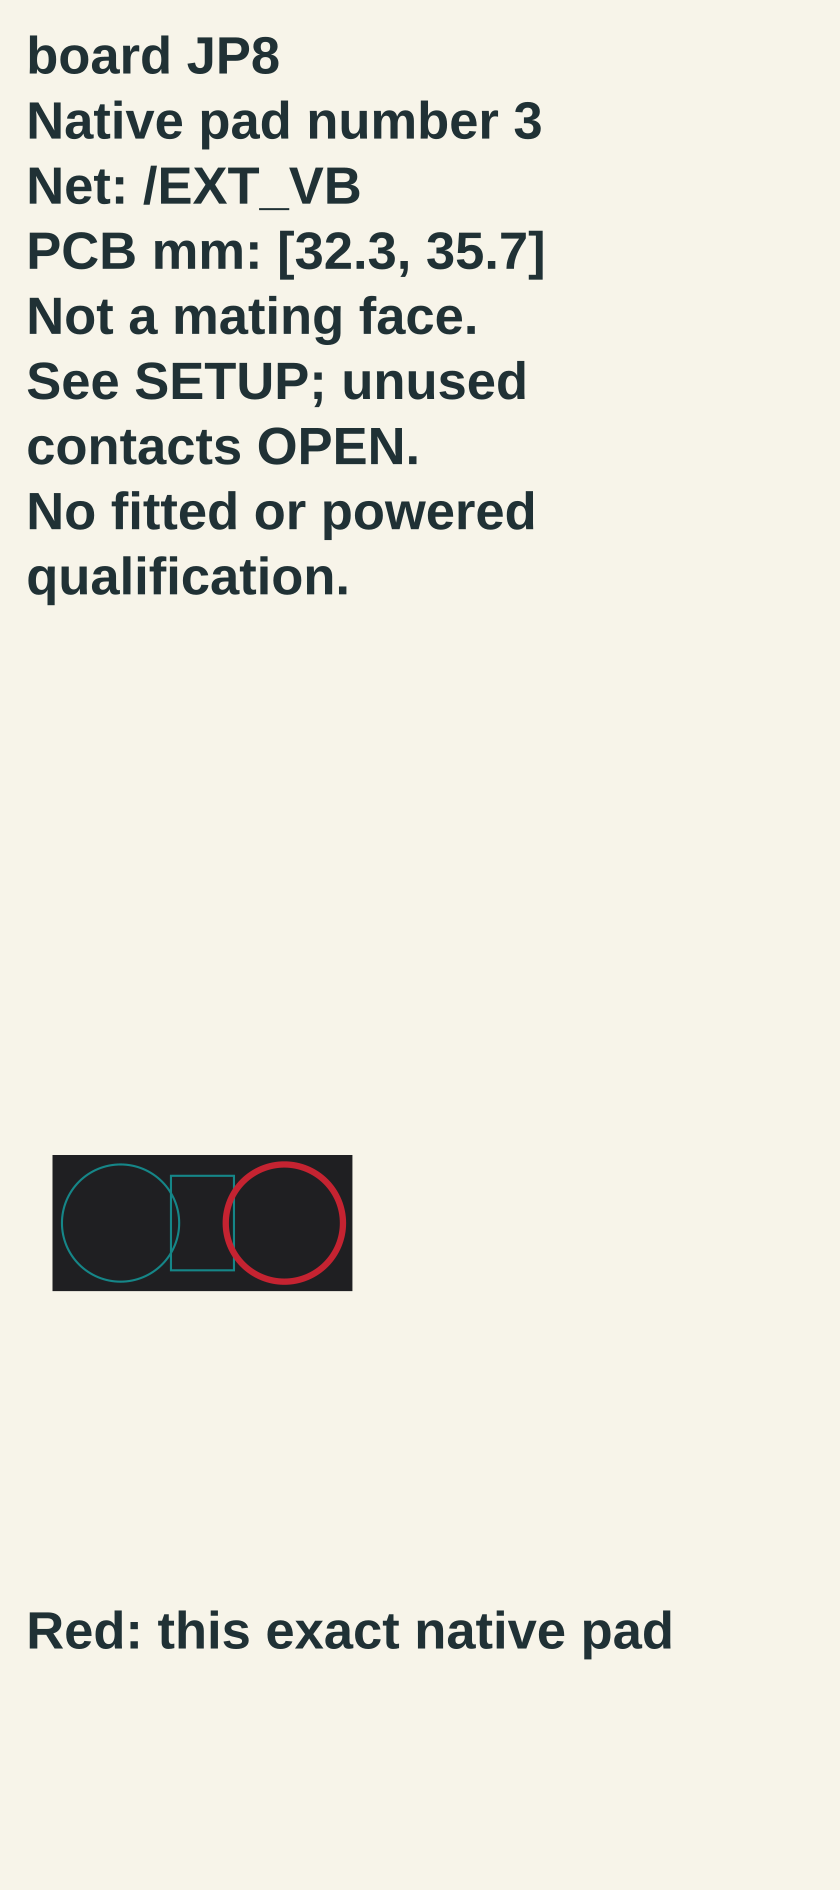 board JP8
Native pad number 3
Net: /EXT_VB
PCB mm: [32.3, 35.7]
Not a mating face.
See SETUP; unused
contacts OPEN.
No fitted or powered
qualification.
Red: this exact native pad